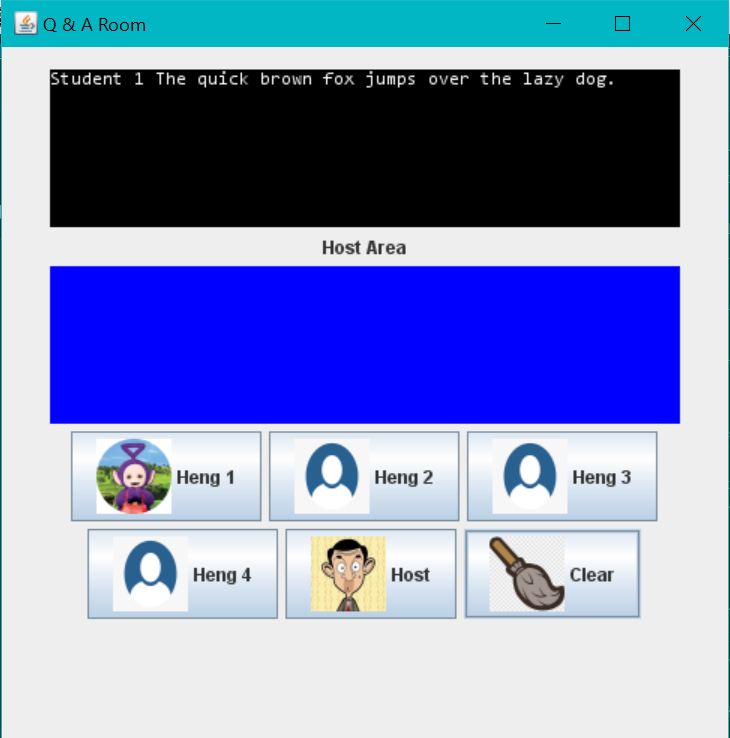 Q & A Room
Student 1 The quick brown fox jumps over the lazy dog.
Host Area
Heng 1
Heng 2
Heng 3
Heng 4
Host
Clear